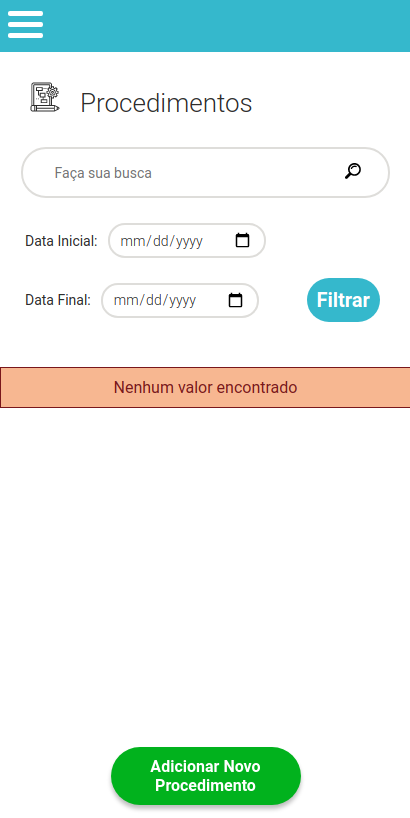 Procedimentos
Faça sua busca
Data Inicial: mm/dd/yyyy
Data Final: mm/dd/yyyy Filtrar
Nenhum valor encontrado
Adicionar Novo
Procedimento